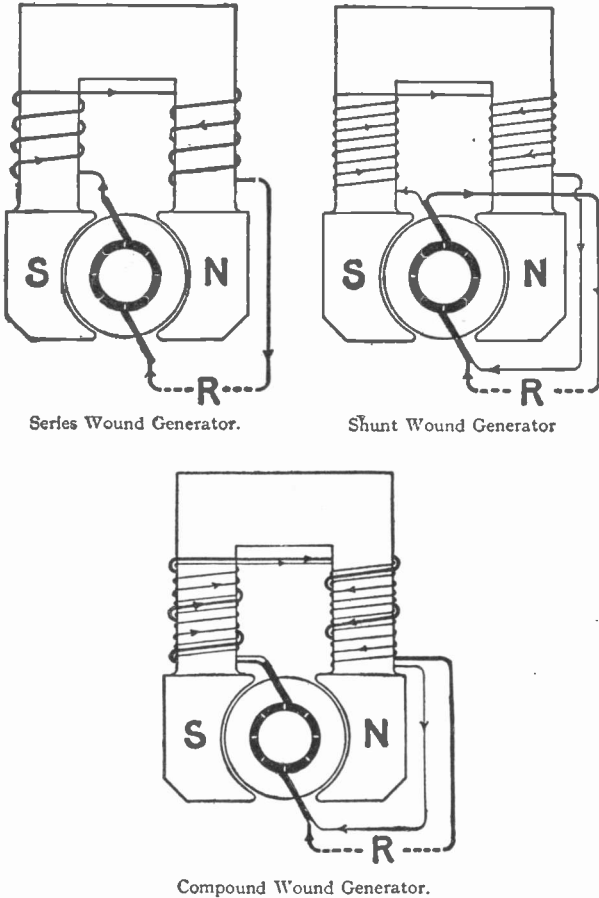 S N
R
Series Wound Generator.
S N
R
Shunt Wound Generator
S N
R
Compound Wound Generator.